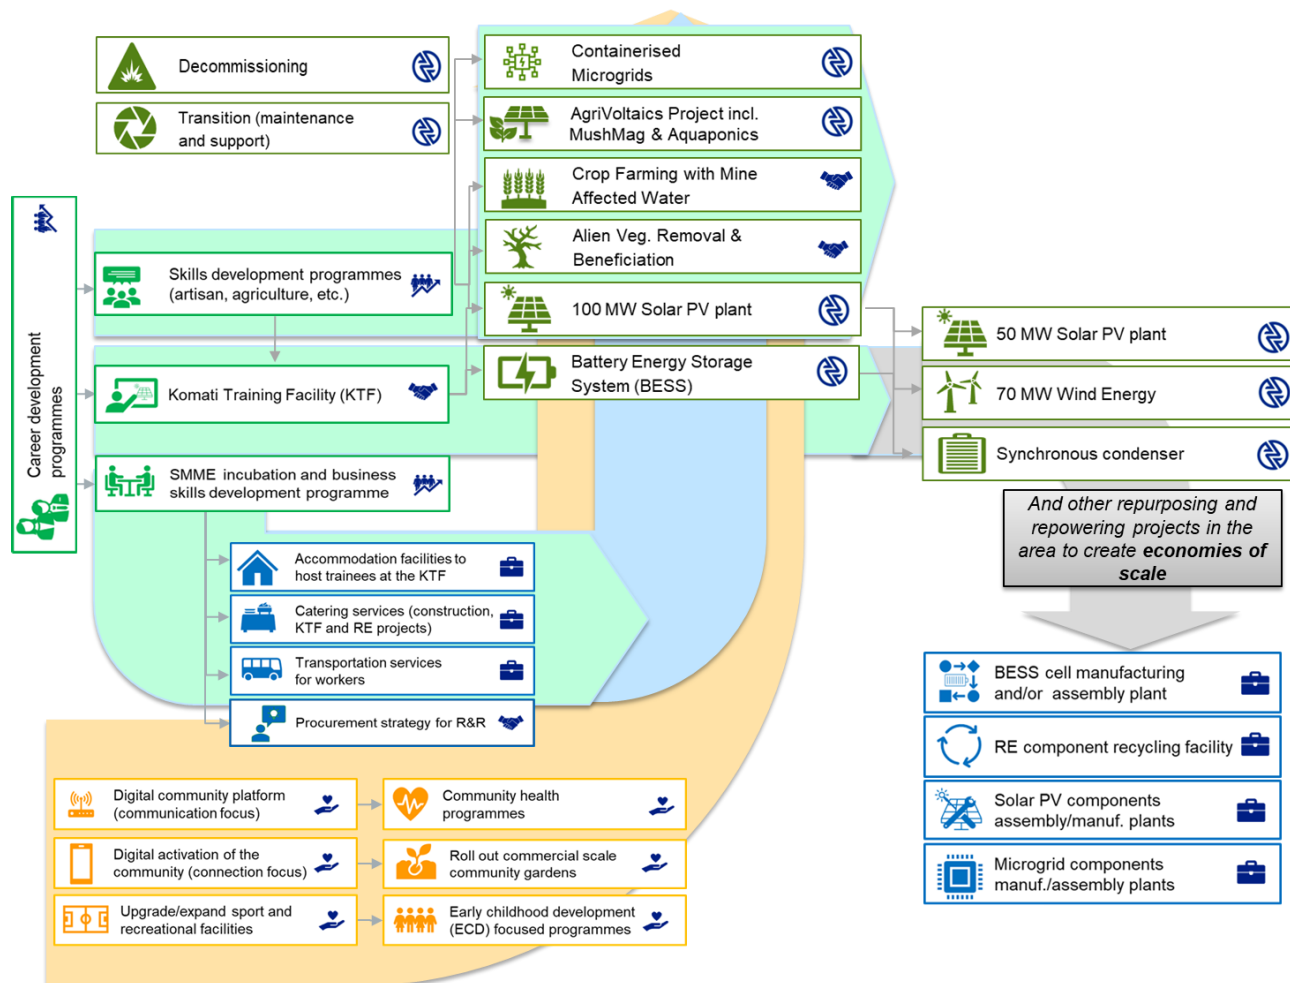 Decommissioning
Transition (maintenance
and support)
Career development
programmes
Skills development programmes
(artisan, agriculture, etc.)
Komati Training Facility (KTF)
SMME incubation and business
skills development programme
Containerised
Microgrids
AgriVoltaics Project incl.
MushMag & Aquaponics
Crop Farming with Mine
Affected Water
Alien Veg. Removal &
Beneficiation
100 MW Solar PV plant
Battery Energy Storage
System (BESS)
50 MW Solar PV plant
70 MW Wind Energy
Synchronous condenser
And other repurposing and
repowering projects in the
area to create economies of
scale
Accommodation facilities to
host trainees at the KTF
Catering services (construction,
KTF and RE projects)
Transportation services
for workers
Procurement strategy for R&R
BESS cell manufacturing
and/or assembly plant
RE component recycling facility
Solar PV components
assembly/manuf. plants
Microgrid components
manuf./assembly plants
Digital community platform
(communication focus)
Community health
programmes
Digital activation of the
community (connection focus)
Roll out commercial scale
community gardens
Upgrade/expand sport and
recreational facilities
Early childhood development
(ECD) focused programmes